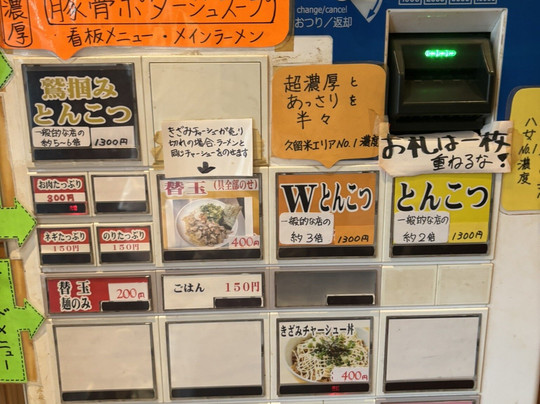 濃厚
豚骨ポタージュスープ
看板メニュー・メインラーメン
change/cancel
おつり／返却
鷲掴み
とんこつ
一般的な店の
約5~6倍
1300円
きざみチャーシューが売り
切れの場合、ラーメンと
同じチャーシューをのせます
超濃厚と
あっさりを
半々
久留米エリアNo.1濃度
お札は一枚
重ねるな!
八女No.1濃度
お肉たっぷり
300円
替玉
(具全部のせ)
400円
Wとんこつ
一般的な店の
約3倍
1300円
とんこつ
一般的な店の
約2倍
1300円
ネギたっぷり
150円
のりたっぷり
150円
替玉
麺のみ
200円
ごはん
150円
きざみチャーシュー丼
400円
メニュー